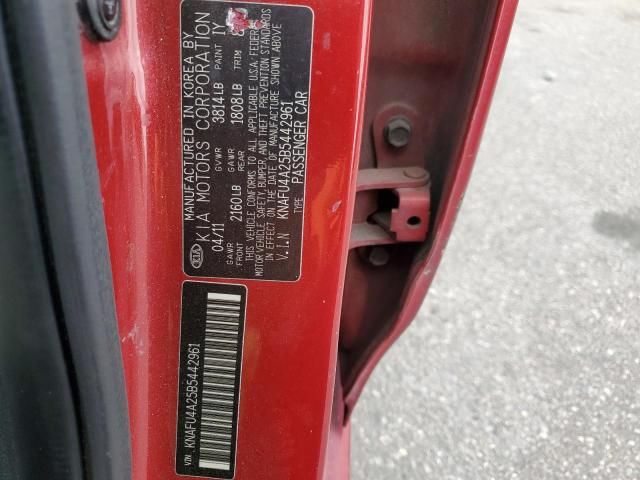 MANUFACTURED IN KOREA BY
KIA MOTORS CORPORATION
KIA
04/11 GVWR 3814LB PAINT IY
GAWR FRONT 2160LB GAWR REAR 1808LB TRIM
THIS VEHICLE CONFORMS TO ALL APPLICABLE U.S.A. FEDERAL
MOTOR VEHICLE SAFETY, BUMPER, AND THEFT PREVENTION STANDARDS
IN EFFECT ON THE DATE OF MANUFACTURE SHOWN ABOVE
V.I.N KNAFU4A25B5442961
TYPE PASSENGER CAR
VIN. KNAFU4A25B5442961